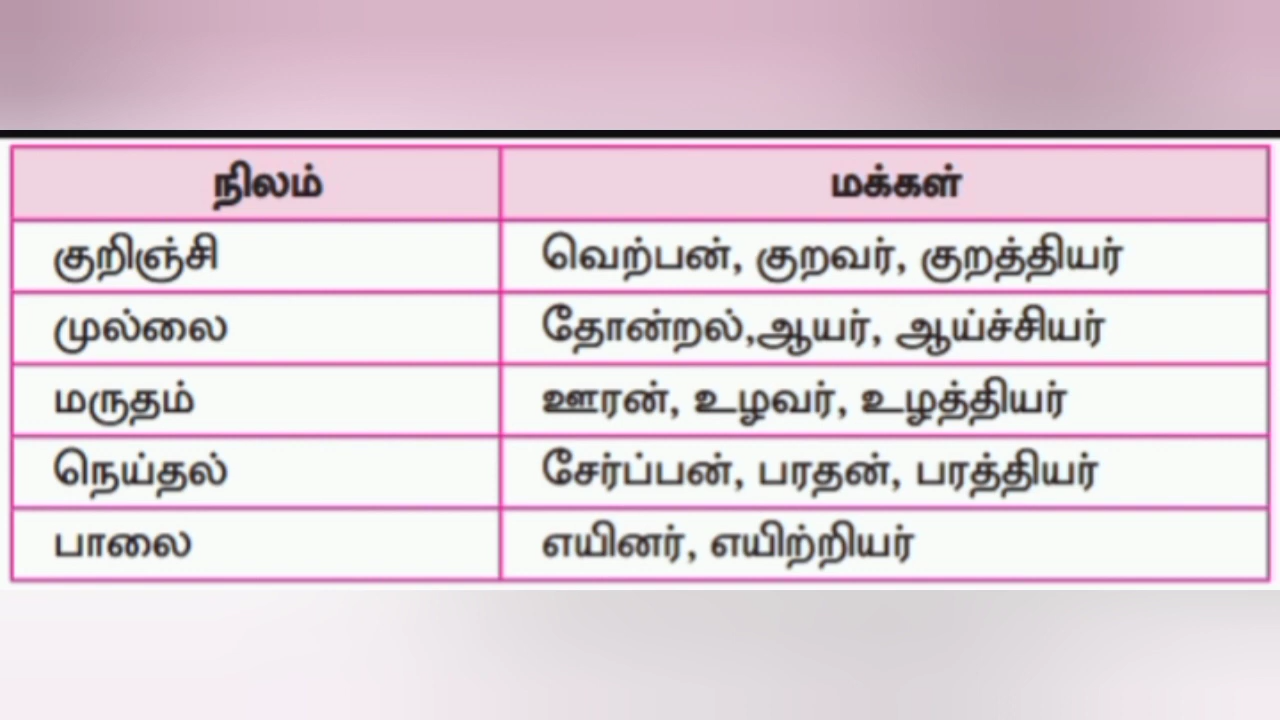 நிலம் மக்கள்
குறிஞ்சி வெற்பன், குறவர், குறத்தியர்
முல்லை தோன்றல்,ஆயர், ஆய்ச்சியர்
மருதம் ஊரன், உழவர், உழத்தியர்
நெய்தல் சேர்ப்பன், பரதன், பரத்தியர்
பாலை எயினர், எயிற்றியர்